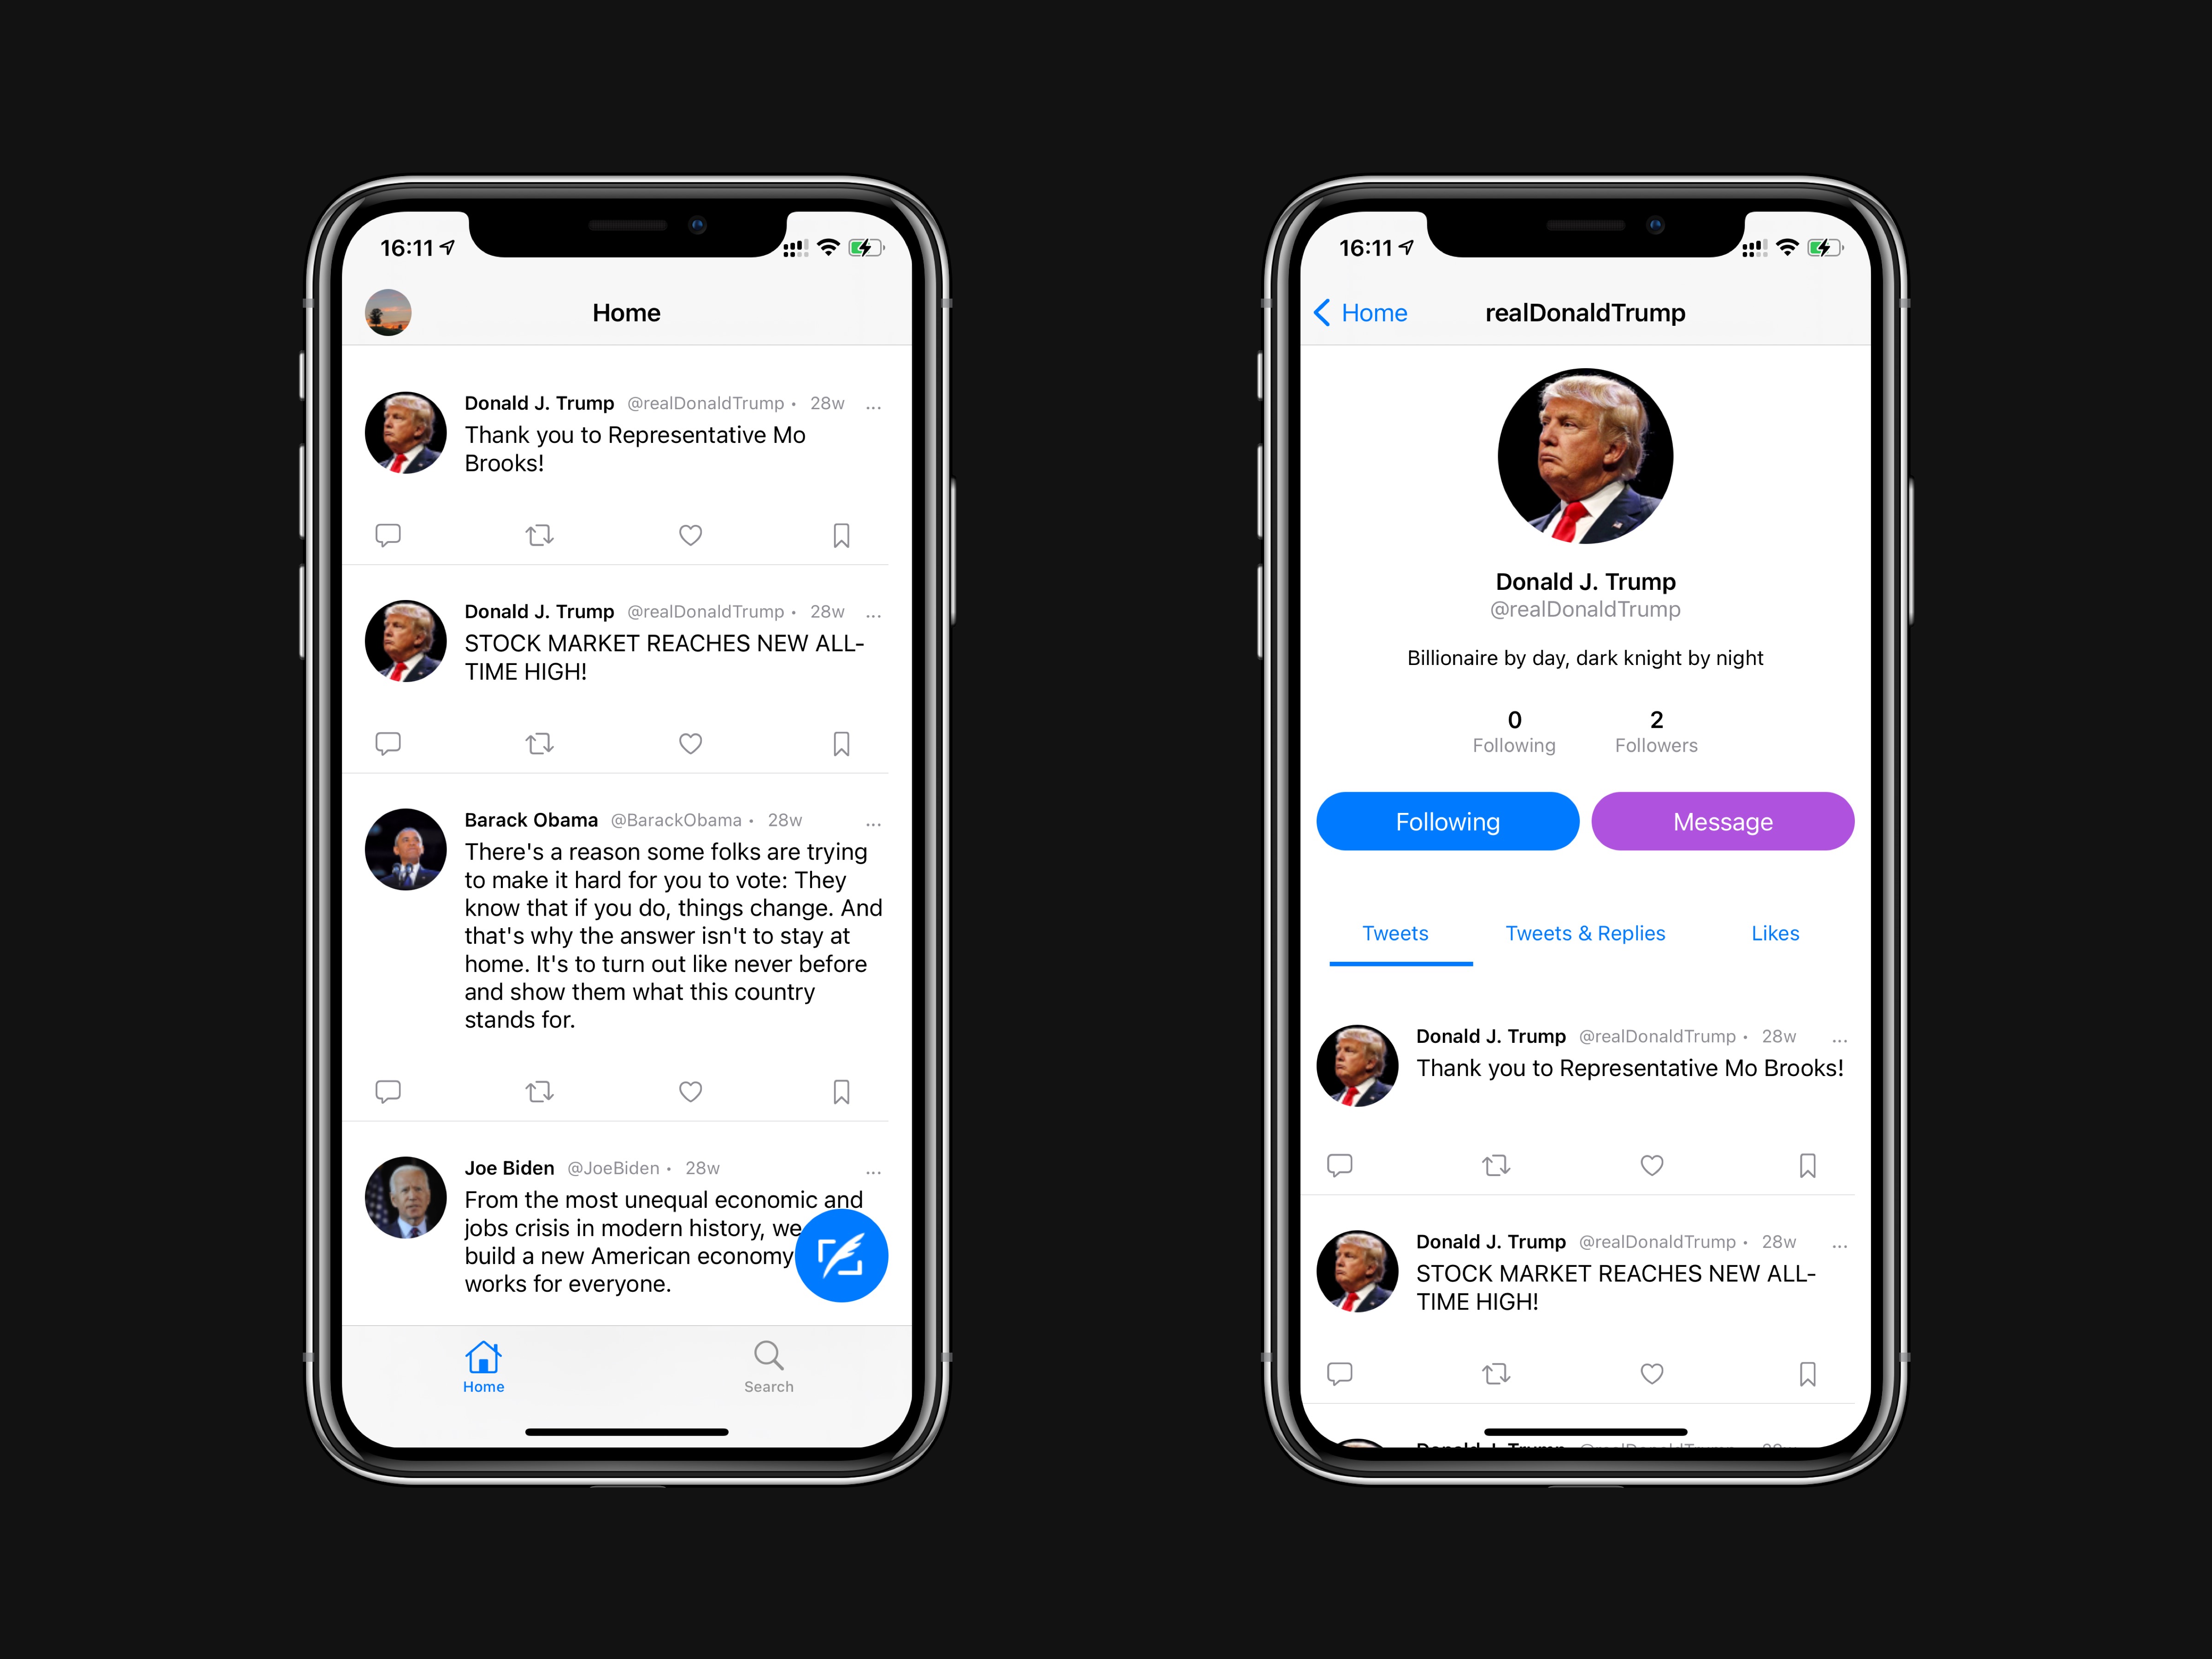 16:11
Home
Donald J. Trump @realDonaldTrump • 28w ...
Thank you to Representative Mo
Brooks!
Donald J. Trump @realDonaldTrump • 28w ...
STOCK MARKET REACHES NEW ALL-
TIME HIGH!
Barack Obama @BarackObama • 28w ...
There's a reason some folks are trying
to make it hard for you to vote: They
know that if you do, things change. And
that's why the answer isn't to stay at
home. It's to turn out like never before
and show them what this country
stands for.
Joe Biden @JoeBiden • 28w ...
From the most unequal economic and
jobs crisis in modern history, we
build a new American economy
works for everyone.
Home
Search
16:11
Home
realDonaldTrump
Donald J. Trump
@realDonaldTrump
Billionaire by day, dark knight by night
0
Following
2
Followers
Following
Message
Tweets
Tweets & Replies
Likes
Donald J. Trump @realDonaldTrump • 28w ...
Thank you to Representative Mo Brooks!
Donald J. Trump @realDonaldTrump • 28w ...
STOCK MARKET REACHES NEW ALL-
TIME HIGH!
Donald J. Trump @realDonaldTrump